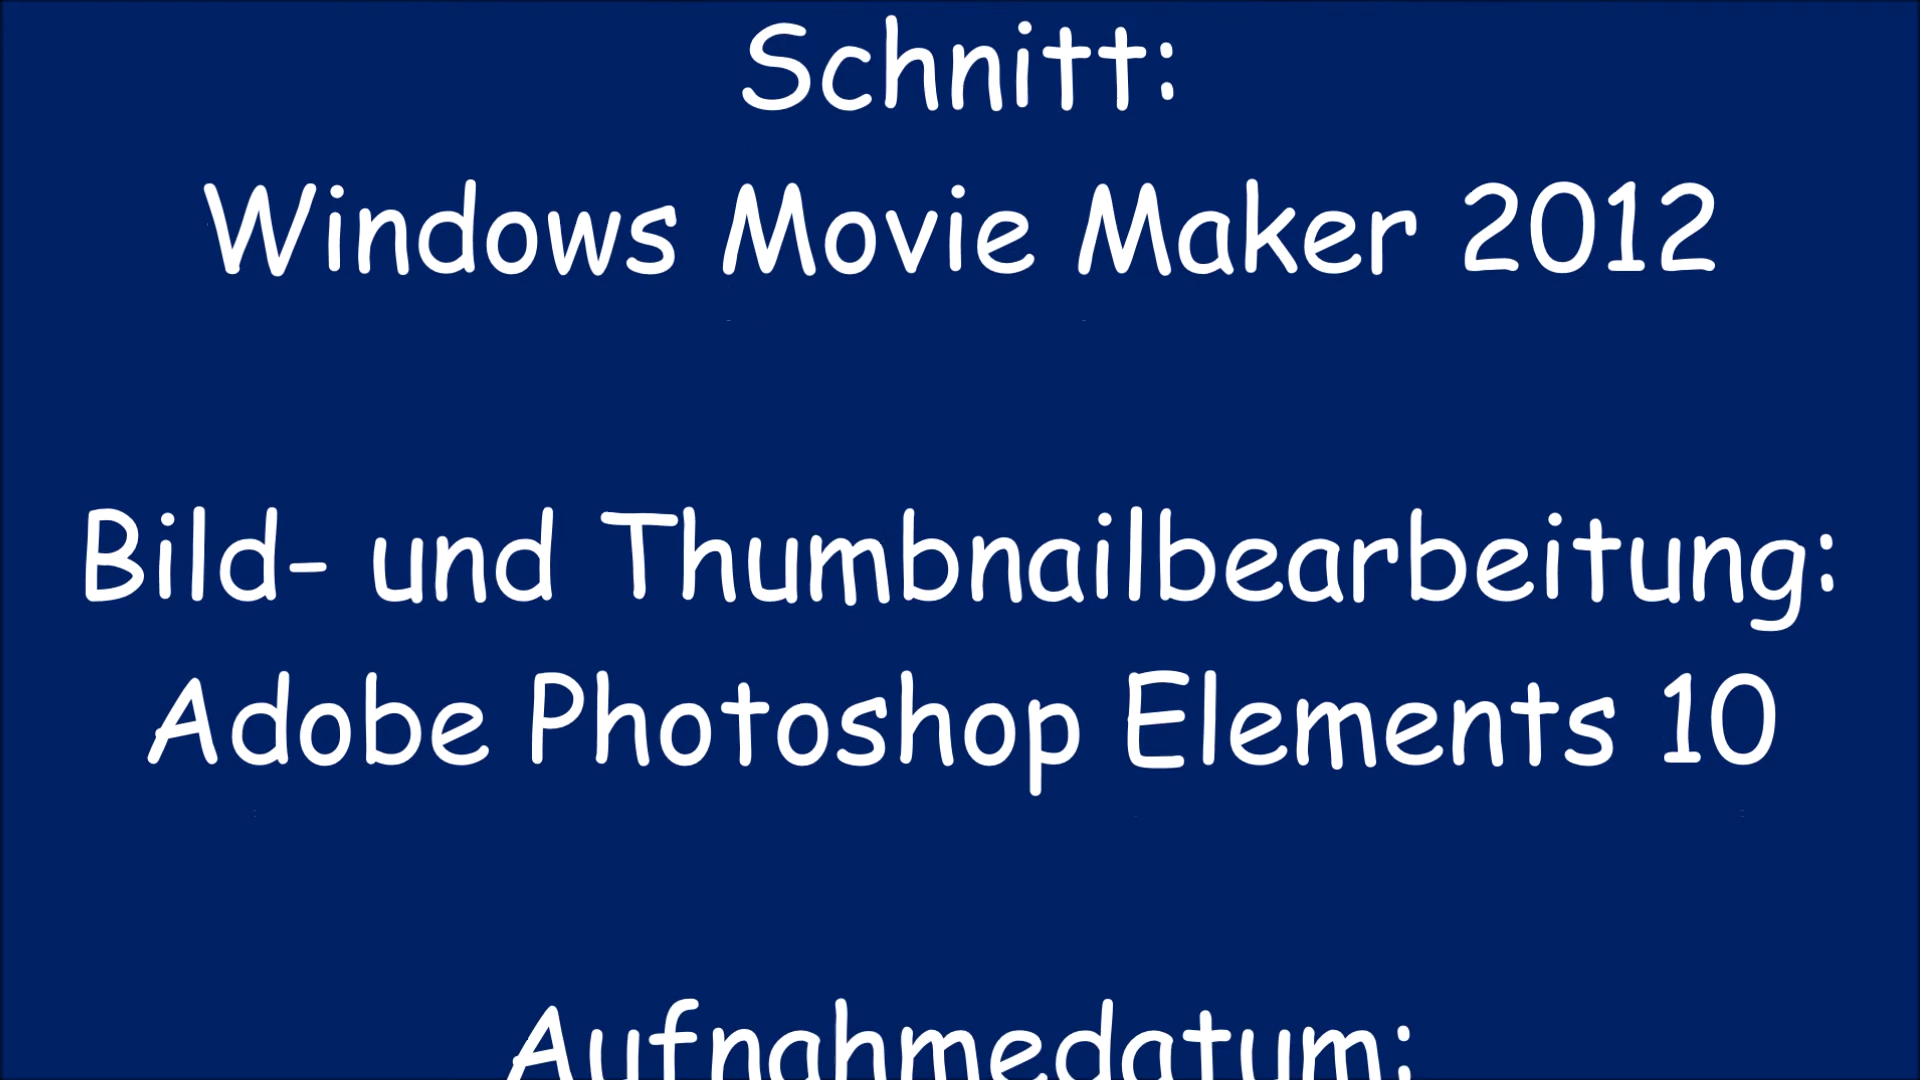 Schnitt:
Windows Movie Maker 2012
Bild- und Thumbnailbearbeitung:
Adobe Photoshop Elements 10
Aufnahmedatum: